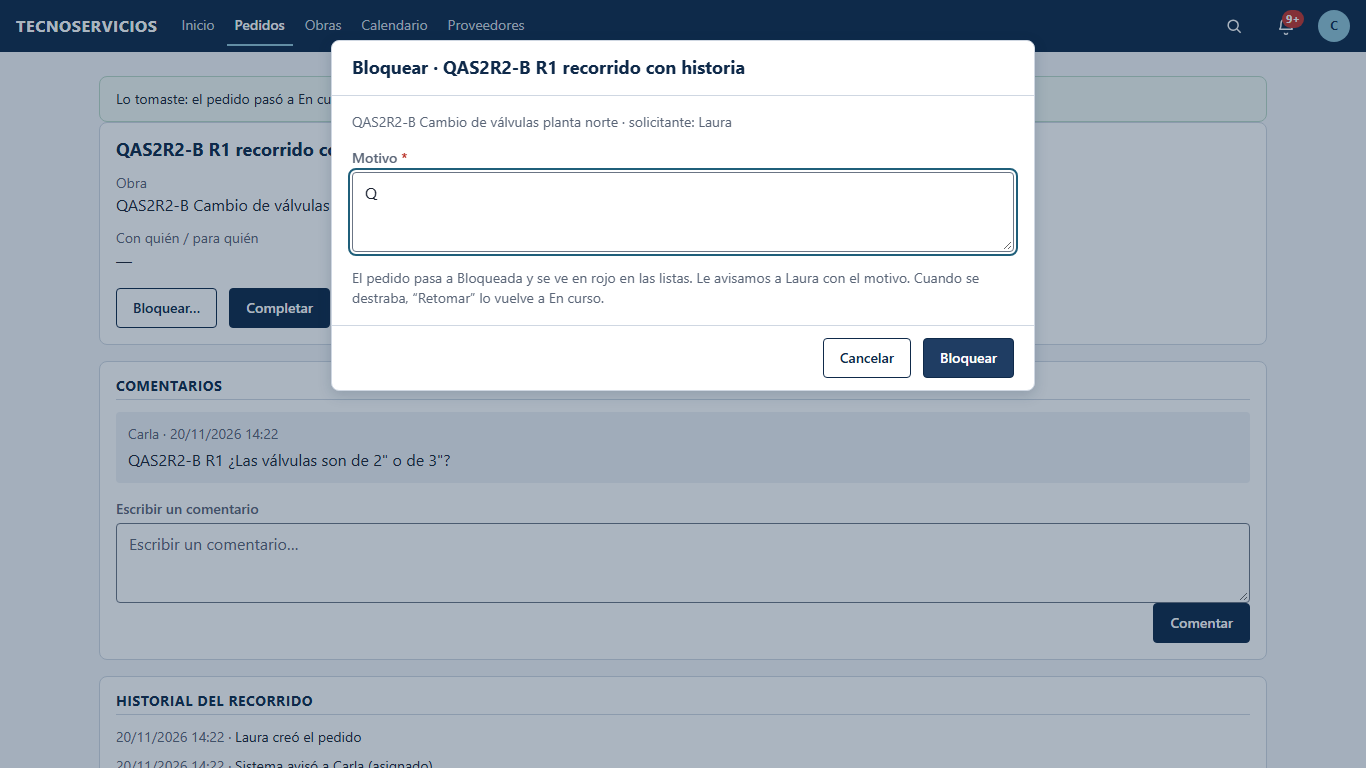 TECNOSERVICIOS Inicio Pedidos Obras Calendario Proveedores 9+ C
Lo tomaste: el pedido pasó a En cu
Bloquear · QAS2R2-B R1 recorrido con historia
QAS2R2-B Cambio de válvulas planta norte · solicitante: Laura
Motivo *
Q
El pedido pasa a Bloqueada y se ve en rojo en las listas. Le avisamos a Laura con el motivo. Cuando se
destraba, “Retomar” lo vuelve a En curso.
Cancelar Bloquear
QAS2R2-B R1 recorrido co
Obra
QAS2R2-B Cambio de válvulas
Con quién / para quién
—
Bloquear... Completar
COMENTARIOS
Carla · 20/11/2026 14:22
QAS2R2-B R1 ¿Las válvulas son de 2" o de 3"?
Escribir un comentario
Escribir un comentario...
Comentar
HISTORIAL DEL RECORRIDO
20/11/2026 14:22 · Laura creó el pedido
20/11/2026 14:22 · Sistema avisó a Carla (asignado)